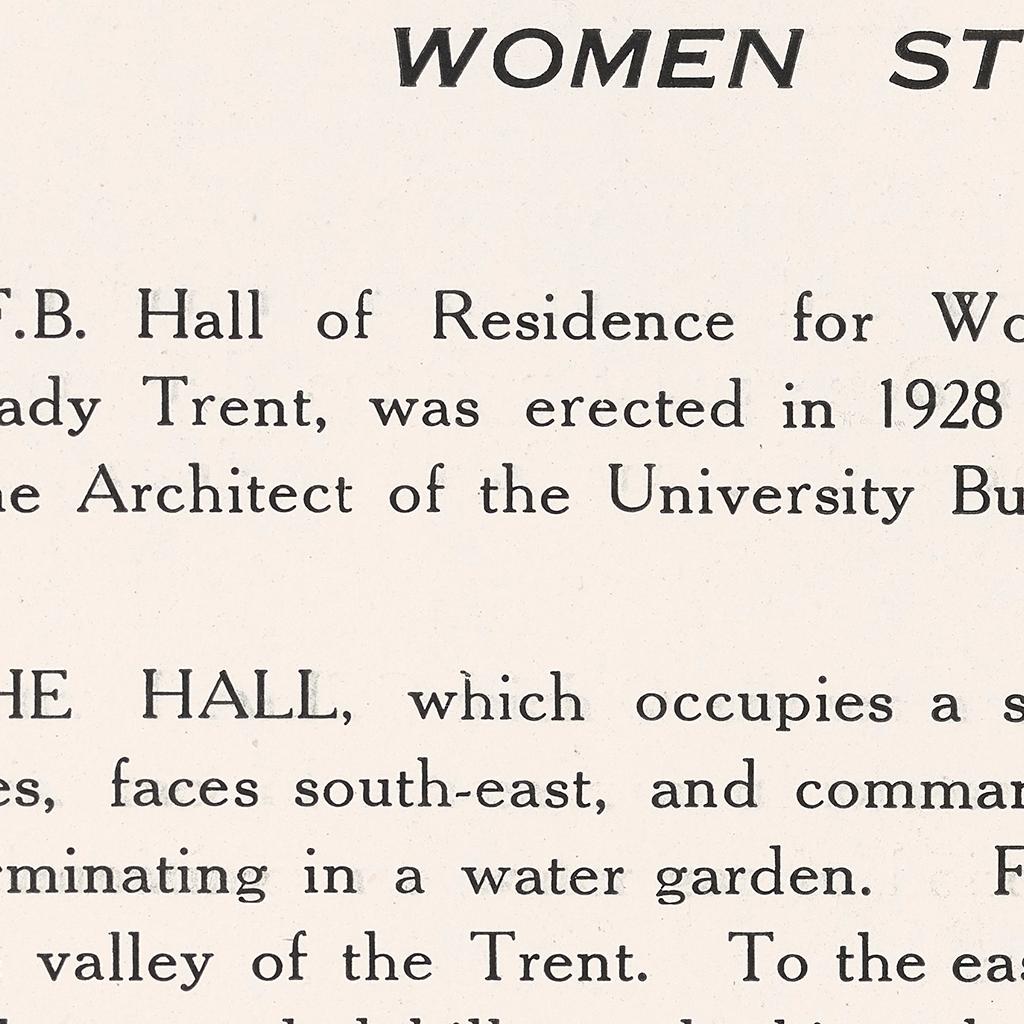 WOMEN ST
F.B. Hall of Residence for Wo
ady Trent, was erected in 1928
he Architect of the University Bu
HE HALL, which occupies a s
es, faces south-east, and comman
rminating in a water garden. F
valley of the Trent. To the eas